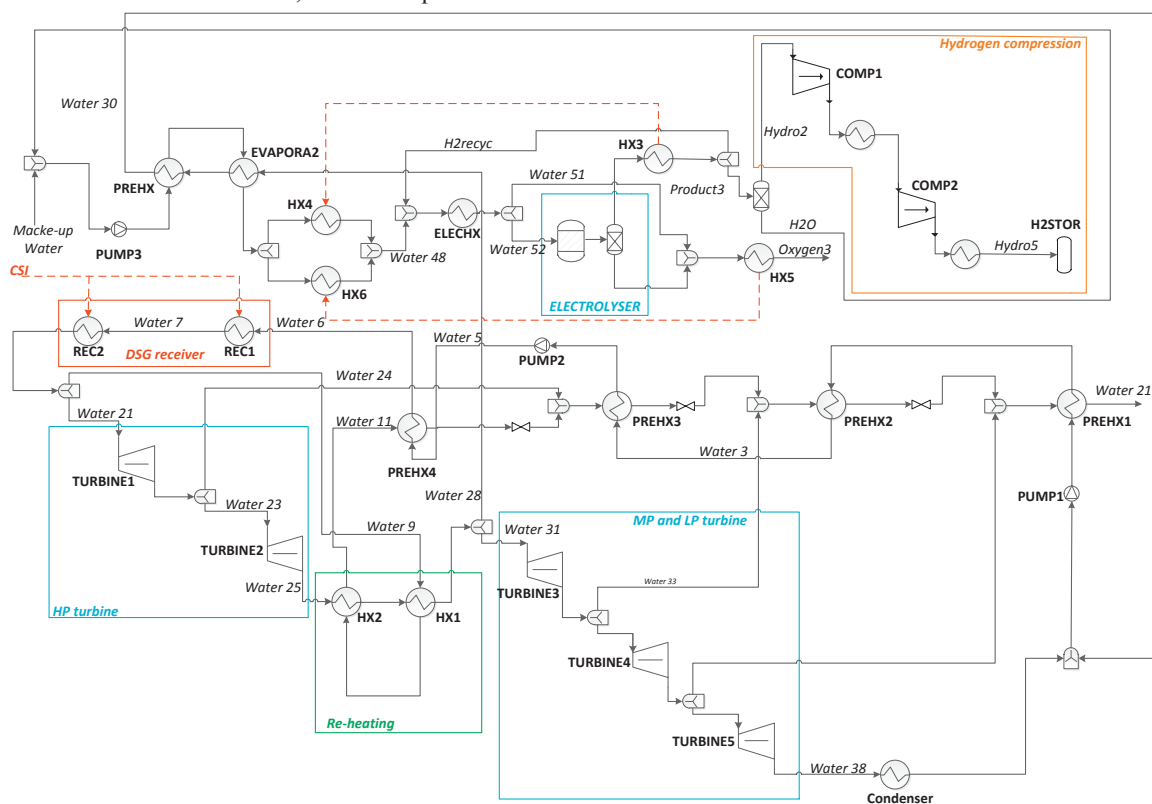 Hydrogen compression
COMP1
Water 30
H2recyc
Hydro2
HX3
EVAPORA2
PREHX
Water 51
Product3
COMP2
HX4
ELECHX
Macke-up
Water
PUMP3
H2O
H2STOR
Water 52
Water 48
Oxygen3
Hydro5
CSI
HX6
HX5
ELECTROLYSER
Water 7
Water 6
Water 5
REC2
REC1
PUMP2
DSG receiver
Water 24
Water 21
Water 21
Water 11
PREHX3
PREHX2
PREHX1
Water 3
PREHX4
TURBINE1
Water 28
PUMP1
Water 23
Water 9
MP and LP turbine
Water 31
TURBINE2
Water 25
TURBINE3
Water 33
HP turbine
HX2
HX1
TURBINE4
Re-heating
TURBINE5
Water 38
Condenser